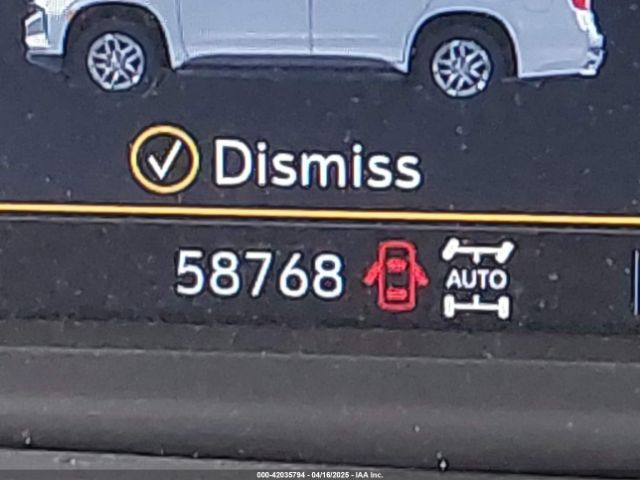 Dismiss
58768 AUTO
000-42035794 - 04/16/2025 - IAA Inc.